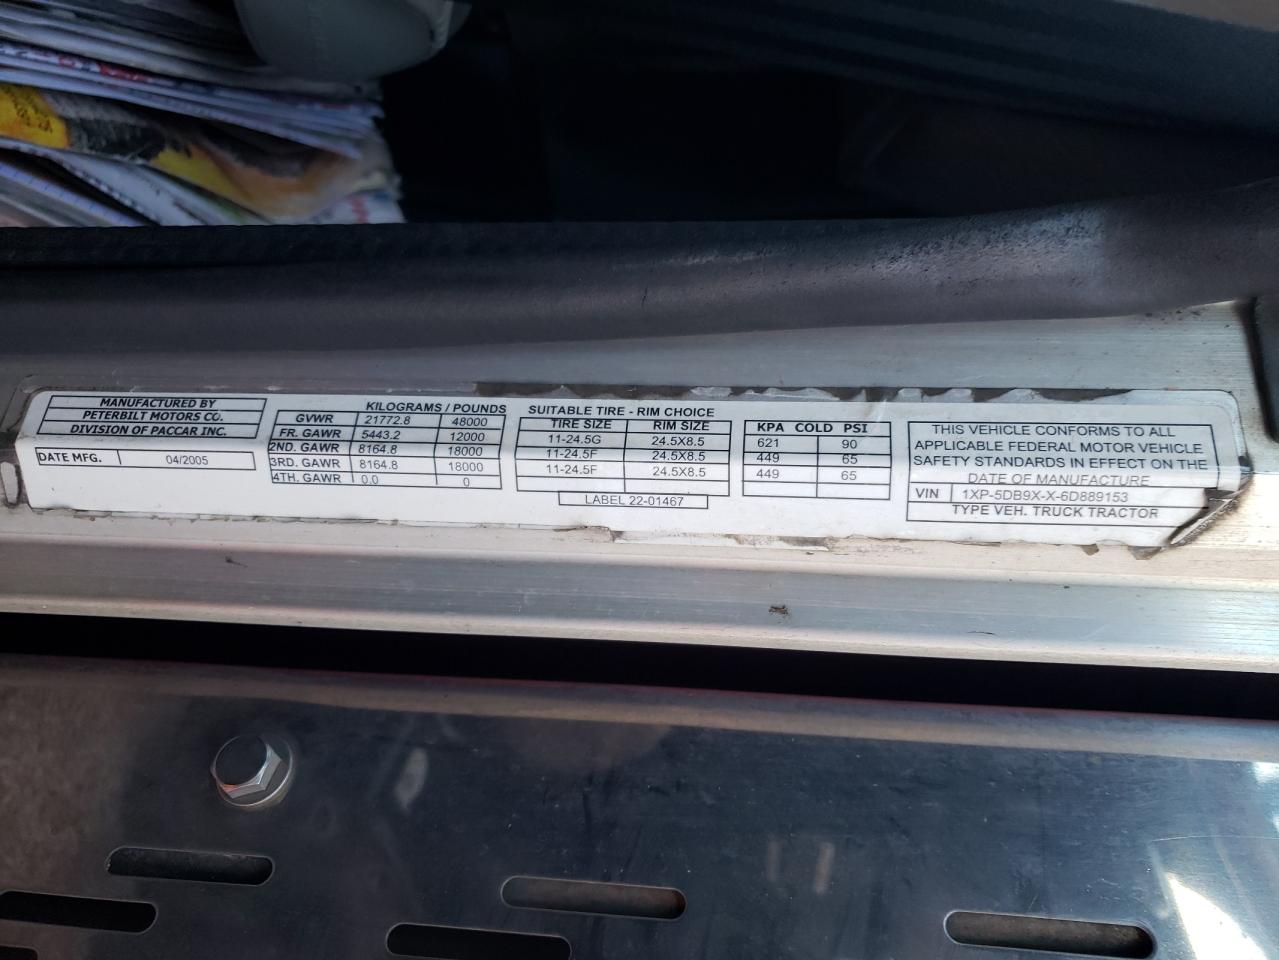 MANUFACTURED BY
PETERBILT MOTORS CO.
DIVISION OF PACCAR INC.
DATE MFG. 04/2005
KILOGRAMS / POUNDS
GVWR 21772.8 48000
FR. GAWR 5443.2 12000
2ND. GAWR 8164.8 18000
3RD. GAWR 8164.8 18000
4TH. GAWR 0.0 0
SUITABLE TIRE - RIM CHOICE
TIRE SIZE RIM SIZE
11-24.5G 24.5X8.5
11-24.5F 24.5X8.5
11-24.5F 24.5X8.5
LABEL 22-01467
KPA COLD PSI
621 90
449 65
449 65
THIS VEHICLE CONFORMS TO ALL
APPLICABLE FEDERAL MOTOR VEHICLE
SAFETY STANDARDS IN EFFECT ON THE
DATE OF MANUFACTURE
VIN 1XP-5DB9X-X-6D889153
TYPE VEH. TRUCK TRACTOR